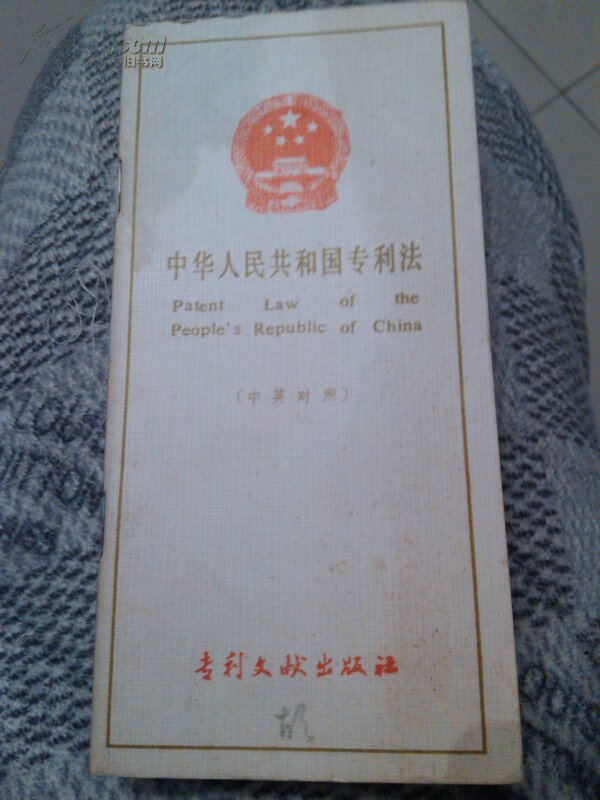 中华人民共和国专利法
Patent Law of the
People's Republic of China
〔中英对照〕
专利文献出版社
胡